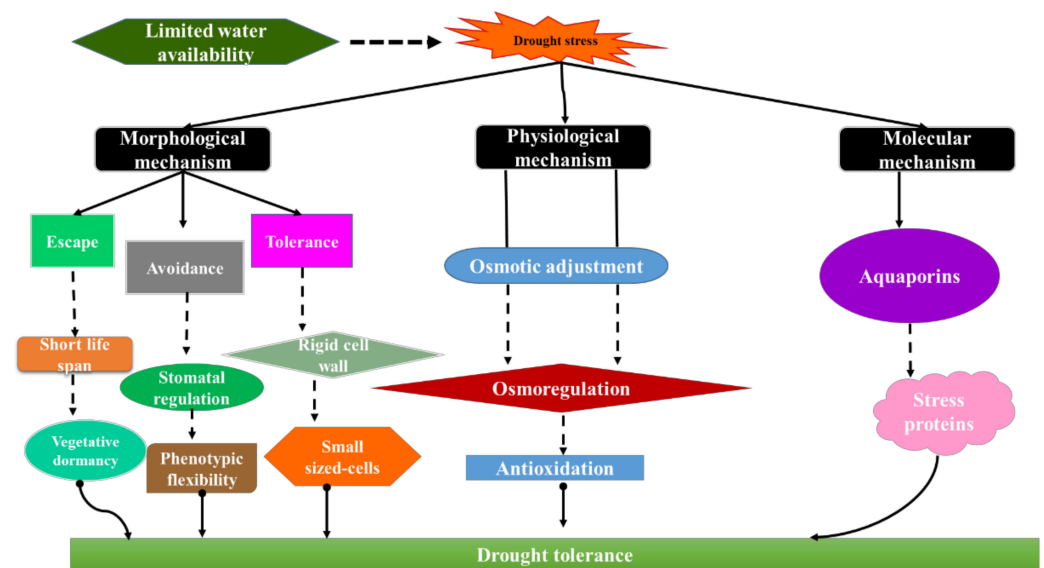 Limited water
availability
Drought stress
Morphological
mechanism
Physiological
mechanism
Molecular
mechanism
Escape
Avoidance
Tolerance
Osmotic adjustment
Aquaporins
Short life
span
Stomatal
regulation
Rigid cell
wall
Osmoregulation
Stress
proteins
Vegetative
dormancy
Phenotypic
flexibility
Small
sized-cells
Antioxidation
Drought tolerance